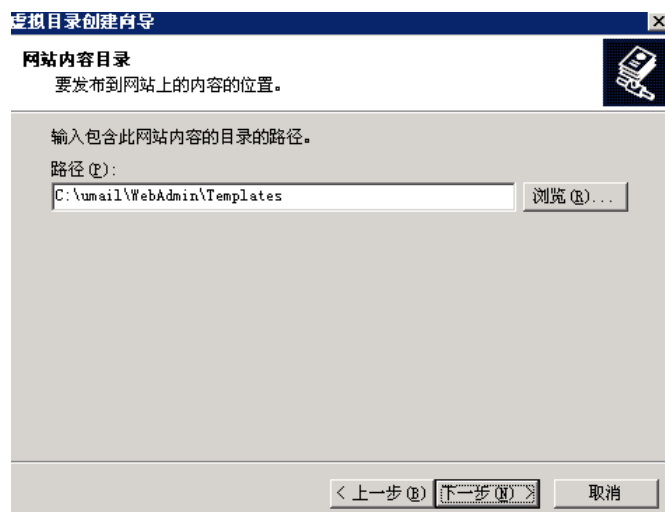 虚拟目录创建向导
网站内容目录
要发布到网站上的内容的位置。
输入包含此网站内容的目录的路径。
路径(P):
C:\umail\WebAdmin\Templates
浏览(R)...
< 上一步(B)
下一步(N) >
取消